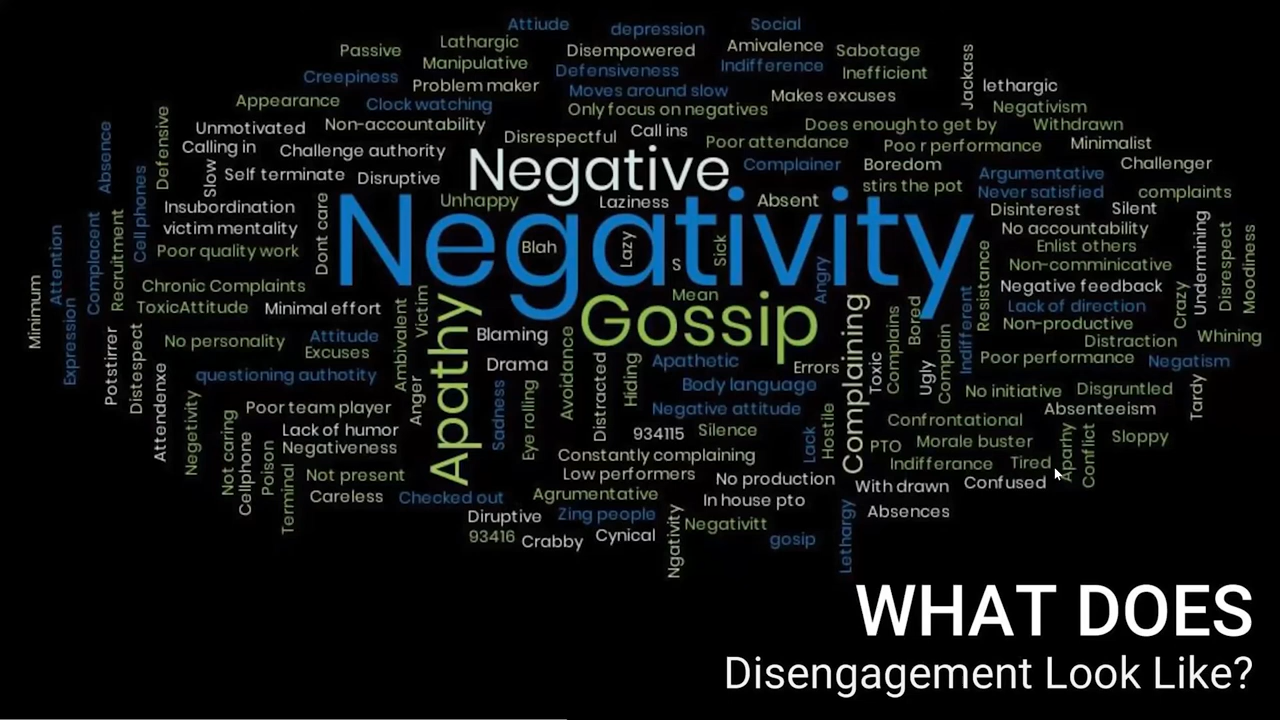 Attiude depression Social
Passive Lathargic Disempowered Amivalence Sabotage
Manipulative Defensiveness Indifference Inefficient Jackass
Creepiness Problem maker Moves around slow Makes excuses lethargic
Appearance Clock watching Only focus on negatives Negativism
Unmotivated Non-accountability Disrespectful Call ins Does enough to get by Withdrawn
Absence Defensive Calling in Challenge authority Poor attendance Poo r performance Minimalist
Slow Self terminate Disruptive Negative Complainer Boredom Argumentative Challenger
Cell phones Unhappy Laziness Absent stirs the pot Never satisfied complaints
Insubordination Dont care Negativity Disinterest Silent
victim mentality No accountability
Attention Complacent Recruitment Poor quality work Blah Lazy Sick Enlist others Undermining Disrespect Moodiness
S Angry Resistance Non-comminicative
Chronic Complaints Mean Negative feedback Crazy
Minimum Expression ToxicAttitude Minimal effort Ambivalent Victim Gossip Bored Indifferent Lack of direction
Non-productive
Potstirrer Distespect No personality Attitude Apathy Blaming Complaining Complains Distraction Whining
Excuses Avoidance Drama Distracted Hiding Apathetic Errors Toxic Ugly Complain Poor performance Negatism
questioning authotity Anger Sadness Eye rolling Body language No initiative Disgruntled Tardy
Attendenxe Negetivity Poor team player Negative attitude Hostile Absenteeism
Not caring Lack of humor 934115 Silence Lack Confrontational
Cellphone Poison Negativeness Constantly complaining PTO Morale buster Aparhy Conflict Sloppy
Terminal Not present Low performers No production Indifferance Tired
Careless Checked out Agrumentative In house pto With drawn Confused
Diruptive Zing people Ngativity Negativitt Lethargy Absences
93416 Crabby Cynical gosip
WHAT DOES
Disengagement Look Like?